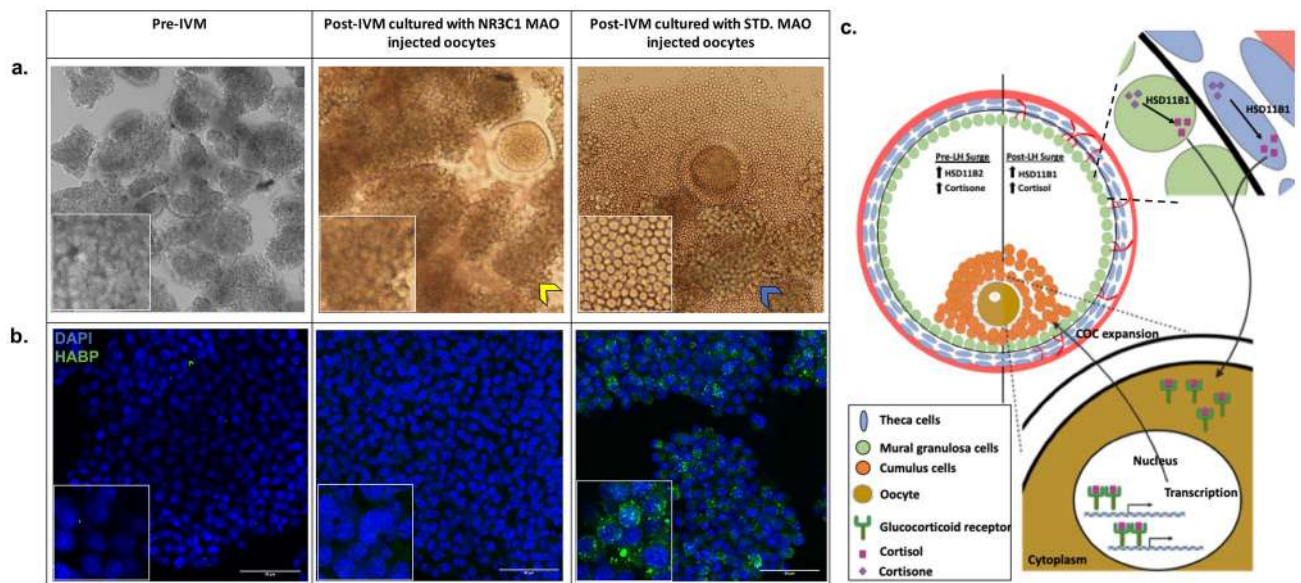 Pre-IVM
Post-IVM cultured with NR3C1 MAO
injected oocytes
Post-IVM cultured with STD. MAO
injected oocytes
a.
b.
DAPI
HABP
c.
HSD11B1
HSD11B1
Pre-LH Surge
HSD11B2
Cortisone
Post-LH Surge
HSD11B1
Cortisol
COC expansion
Theca cells
Mural granulosa cells
Cumulus cells
Oocyte
Glucocorticoid receptor
Cortisol
Cortisone
Nucleus
Transcription
Cytoplasm